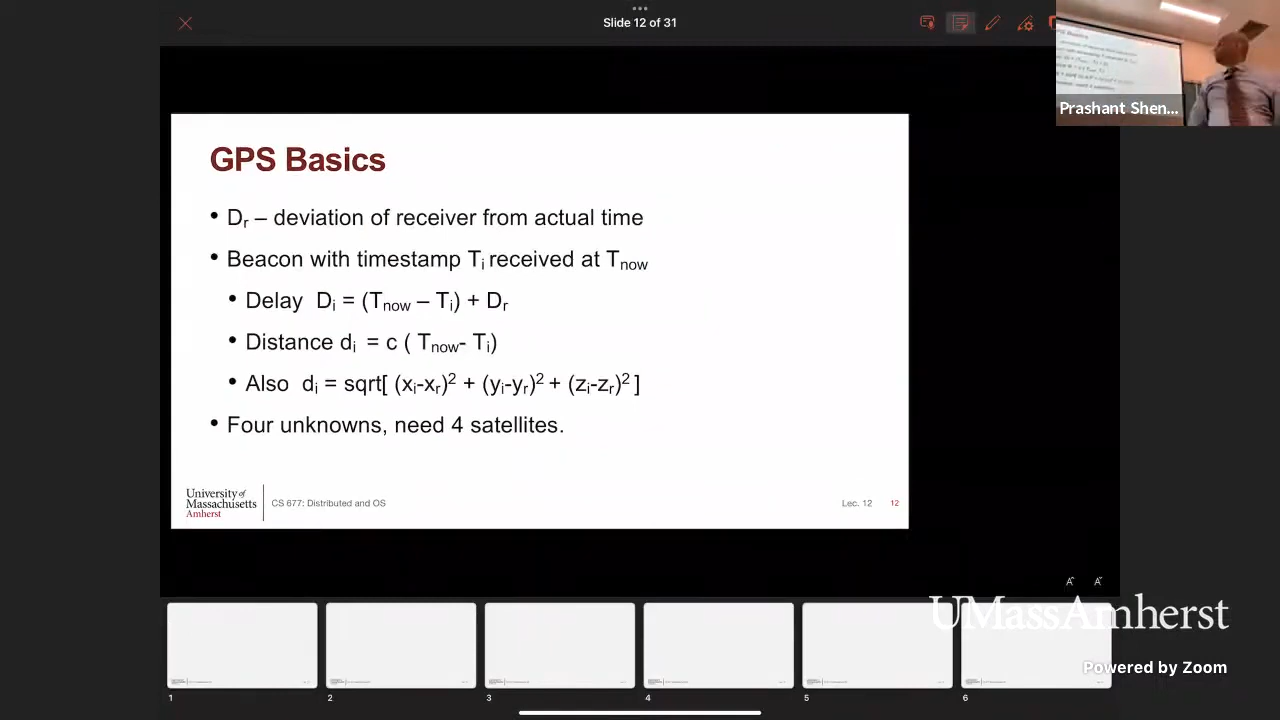 Slide 12 of 31
Prashant Shen...
GPS Basics
• Dr – deviation of receiver from actual time
• Beacon with timestamp Ti received at Tnow
• Delay Di = (Tnow – Ti) + Dr
• Distance di = c ( Tnow- Ti)
• Also di = sqrt[ (xi-xr)2 + (yi-yr)2 + (zi-zr)2 ]
• Four unknowns, need 4 satellites.
University of
Massachusetts
Amherst
CS 677: Distributed and OS
Lec. 12
12
UMassAmherst
Powered by Zoom
1
2
3
4
5
6